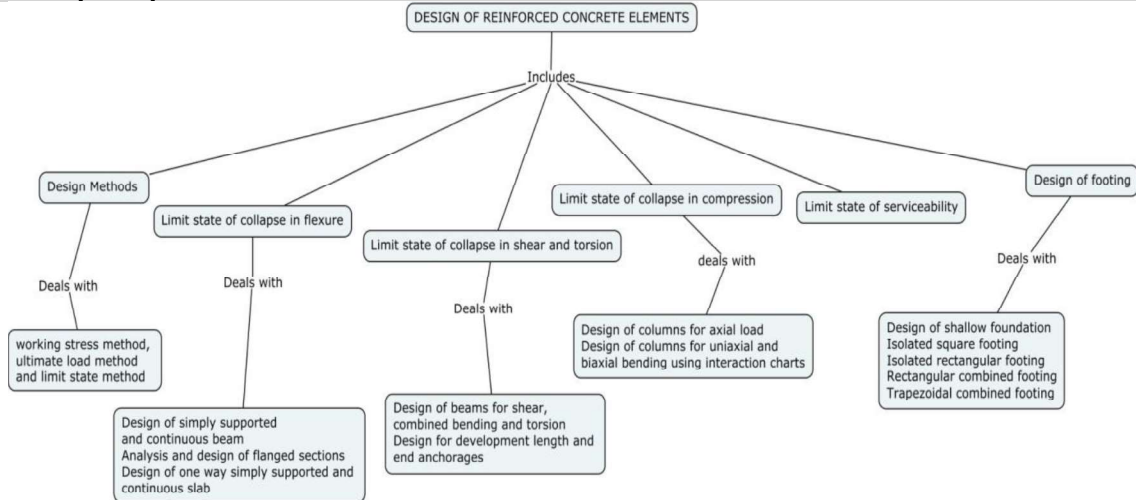 DESIGN OF REINFORCED CONCRETE ELEMENTS
Includes
Design Methods
Limit state of collapse in flexure
Limit state of collapse in shear and torsion
Limit state of collapse in compression
Limit state of serviceability
Design of footing
Deals with
Deals with
Deals with
deals with
Deals with
working stress method,
ultimate load method
and limit state method
Design of simply supported
and continuous beam
Analysis and design of flanged sections
Design of one way simply supported and
continuous slab
Design of beams for shear,
combined bending and torsion
Design for development length and
end anchorages
Design of columns for axial load
Design of columns for uniaxial and
biaxial bending using interaction charts
Design of shallow foundation
Isolated square footing
Isolated rectangular footing
Rectangular combined footing
Trapezoidal combined footing